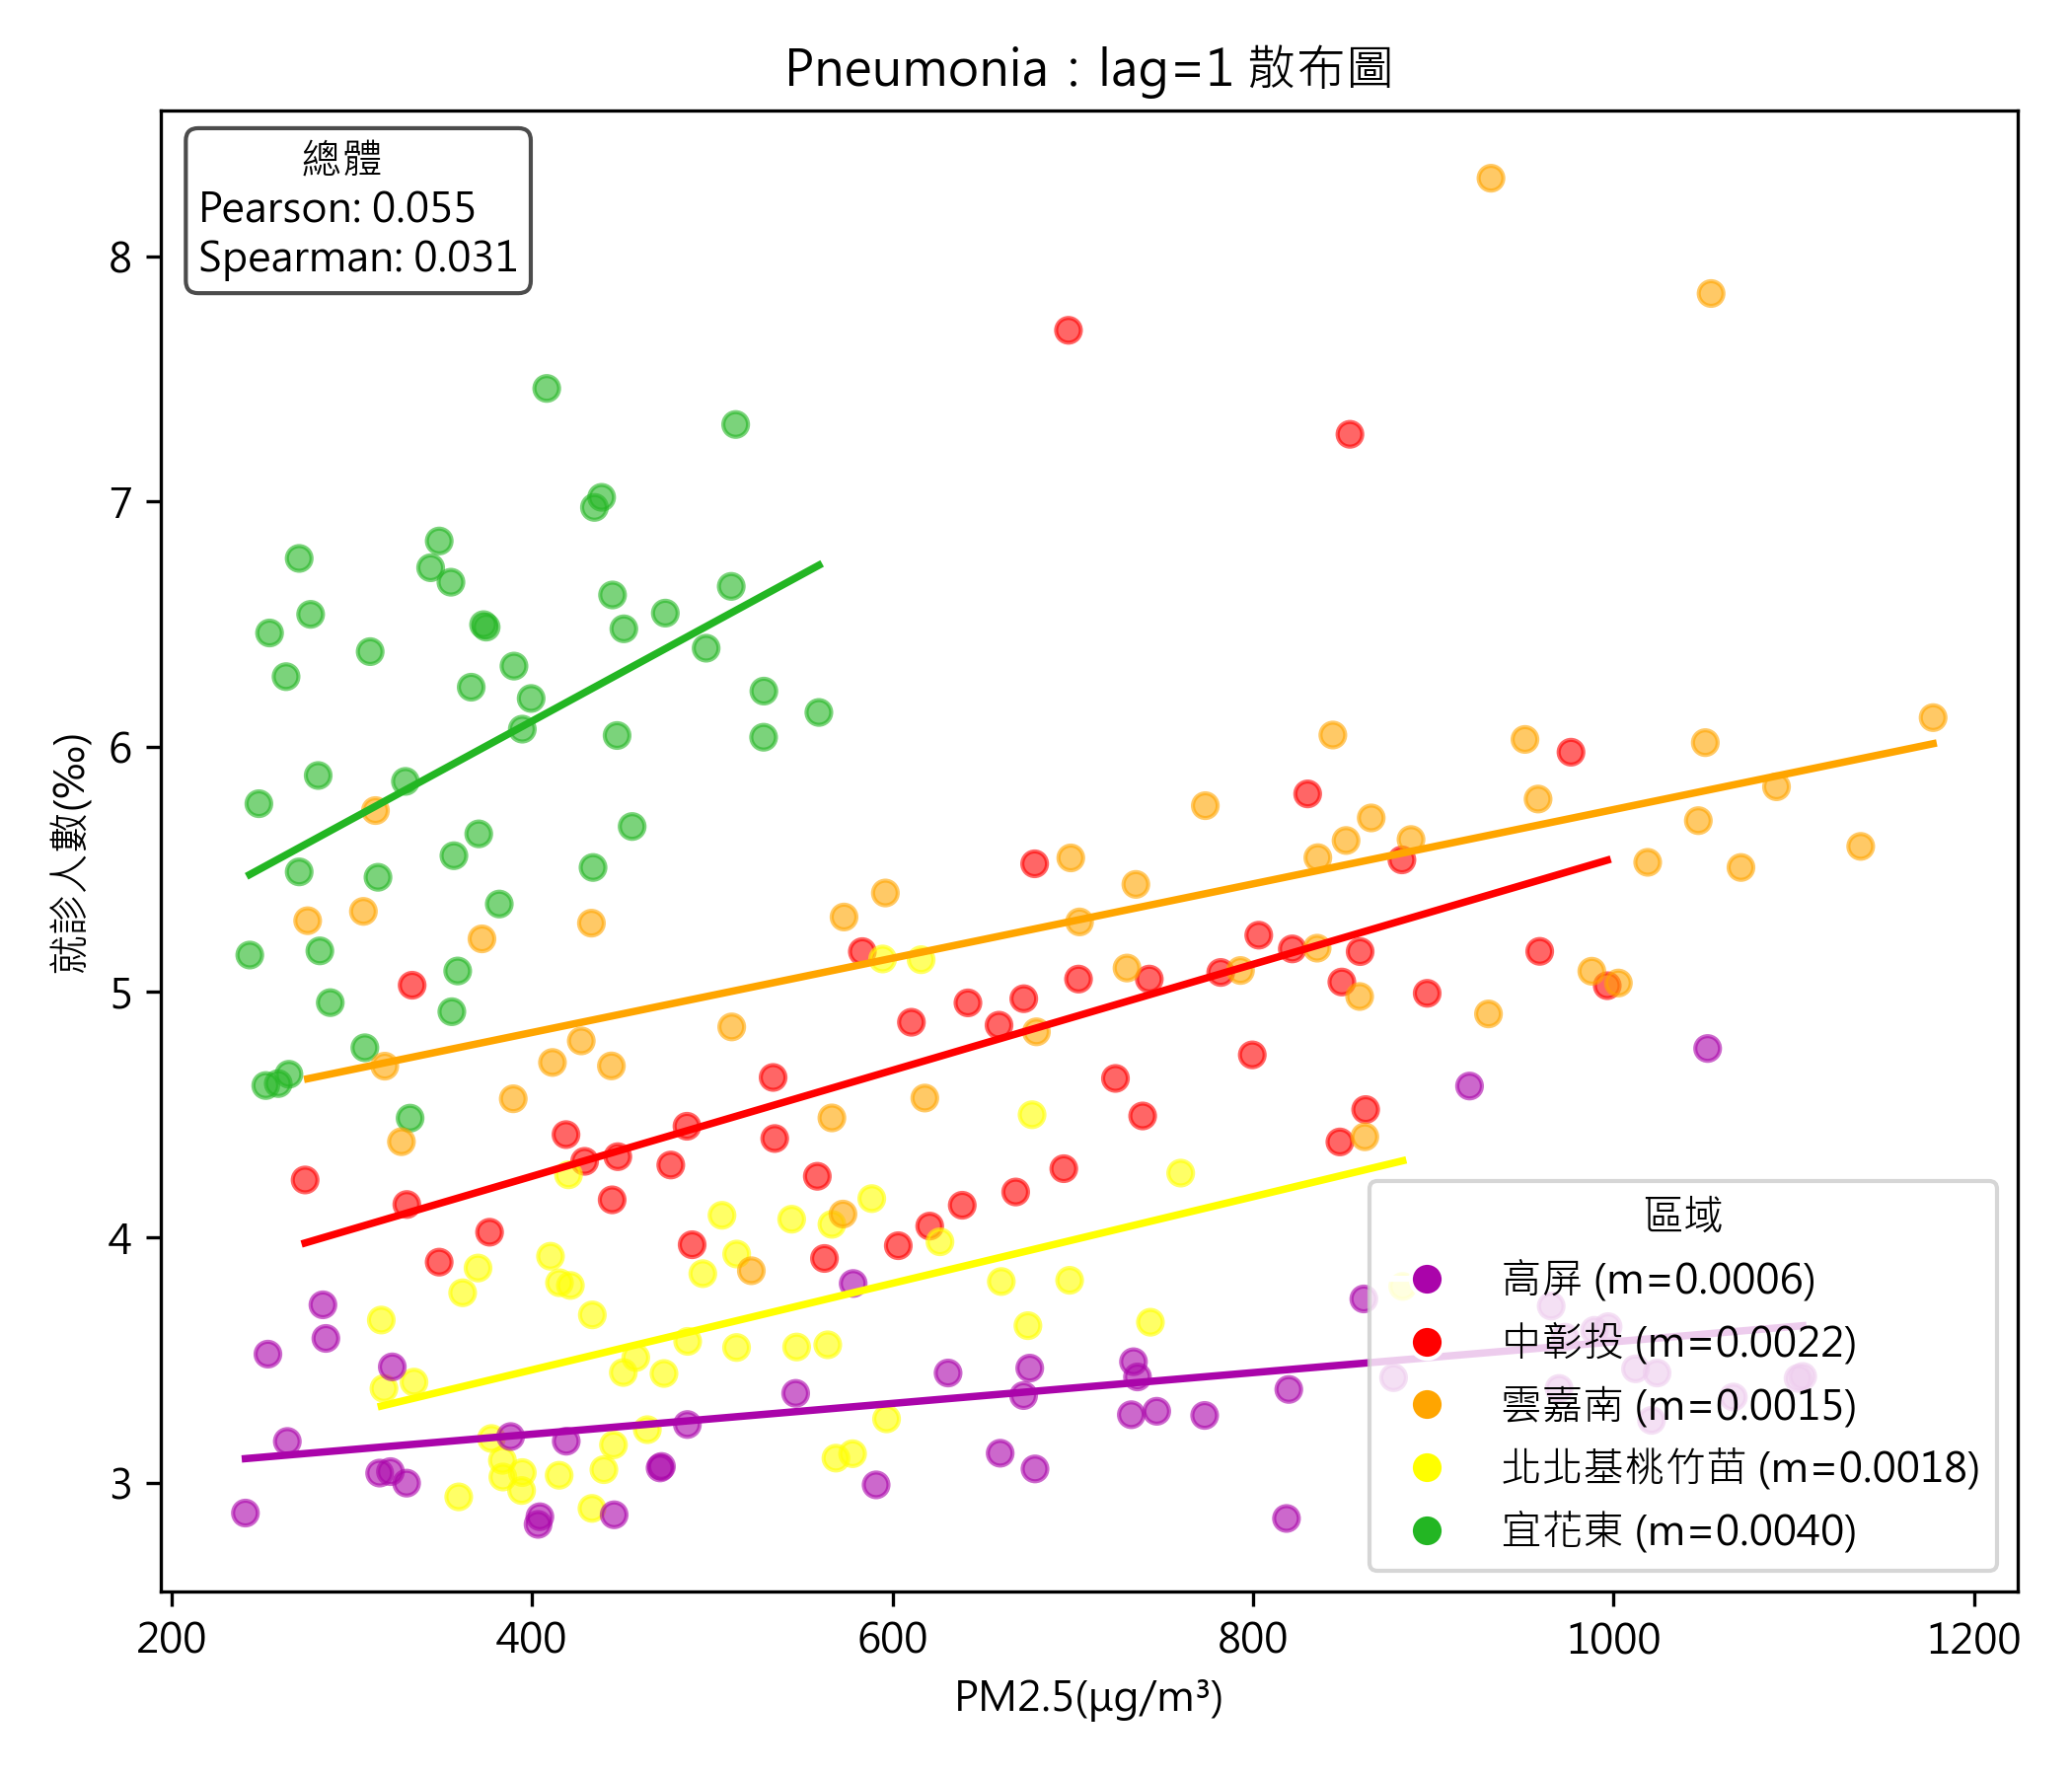 Pneumonia：lag=1 散布圖
總體
Pearson: 0.055
Spearman: 0.031
8
7
6
5
4
3
就診人數(‰)
區域
高屏 (m=0.0006)
中彰投 (m=0.0022)
雲嘉南 (m=0.0015)
北北基桃竹苗 (m=0.0018)
宜花東 (m=0.0040)
200 400 600 800 1000 1200
PM2.5(μg/m³)